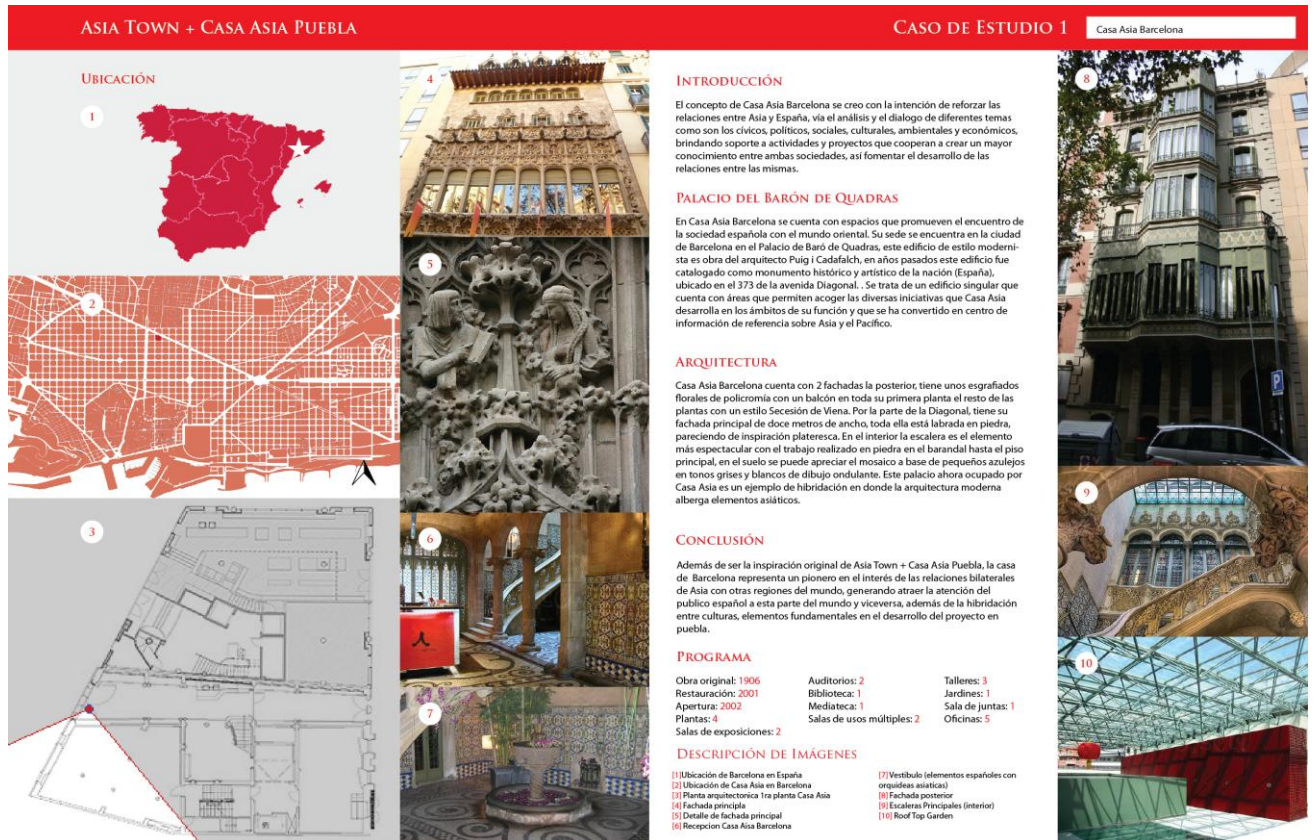 Asia Town + Casa Asia Puebla
Caso de Estudio 1
Casa Asia Barcelona
Ubicación
1
2
3
4
5
6
7
Introducción
El concepto de Casa Asia Barcelona se creo con la intención de reforzar las
relaciones entre Asia y España, vía el análisis y el dialogo de diferentes temas
como son los cívicos, políticos, sociales, culturales, ambientales y económicos,
brindando soporte a actividades y proyectos que cooperan a crear un mayor
conocimiento entre ambas sociedades, así fomentar el desarrollo de las
relaciones entre las mismas.
Palacio del Barón de Quadras
En Casa Asia Barcelona se cuenta con espacios que promueven el encuentro de
la sociedad española con el mundo oriental. Su sede se encuentra en la ciudad
de Barcelona en el Palacio de Baró de Quadras, este edificio de estilo modernis-
ta es obra del arquitecto Puig i Cadafalch, en años pasados este edificio fue
catalogado como monumento histórico y artístico de la nación (España),
ubicado en el 373 de la avenida Diagonal. . Se trata de un edificio singular que
cuenta con áreas que permiten acoger las diversas iniciativas que Casa Asia
desarrolla en los ámbitos de su función y que se ha convertido en centro de
información de referencia sobre Asia y el Pacífico.
Arquitectura
Casa Asia Barcelona cuenta con 2 fachadas la posterior, tiene unos esgrafiados
florales de policromía con un balcón en toda su primera planta el resto de las
plantas con un estilo Secesión de Viena. Por la parte de la Diagonal, tiene su
fachada principal de doce metros de ancho, toda ella está labrada en piedra,
pareciendo de inspiración plateresca. En el interior la escalera es el elemento
más espectacular con el trabajo realizado en piedra en el barandal hasta el piso
principal, en el suelo se puede apreciar el mosaico a base de pequeños azulejos
en tonos grises y blancos de dibujo ondulante. Este palacio ahora ocupado por
Casa Asia es un ejemplo de hibridación en donde la arquitectura moderna
alberga elementos asiáticos.
Conclusión
Además de ser la inspiración original de Asia Town + Casa Asia Puebla, la casa
de Barcelona representa un pionero en el interés de las relaciones bilaterales
de Asia con otras regiones del mundo, generando atraer la atención del
publico español a esta parte del mundo y viceversa, además de la hibridación
entre culturas, elementos fundamentales en el desarrollo del proyecto en
puebla.
Programa
Obra original: 1906
Restauración: 2001
Apertura: 2002
Plantas: 4
Salas de exposiciones: 2
Auditorios: 2
Biblioteca: 1
Mediateca: 1
Salas de usos múltiples: 2
Talleres: 3
Jardines: 1
Sala de juntas: 1
Oficinas: 5
Descripción de Imágenes
[1]Ubicación de Barcelona en España
[2] Ubicación de Casa Asia en Barcelona
[3] Planta arquitectonica 1ra planta Casa Asia
[4] Fachada principla
[5] Detalle de fachada principal
[6] Recepcion Casa Aisa Barcelona
[7] Vestíbulo (elementos españoles con
orquideas asiaticas)
[8] Fachada posterior
[9] Escaleras Principales (interior)
[10] Roof Top Garden
8
P
9
10